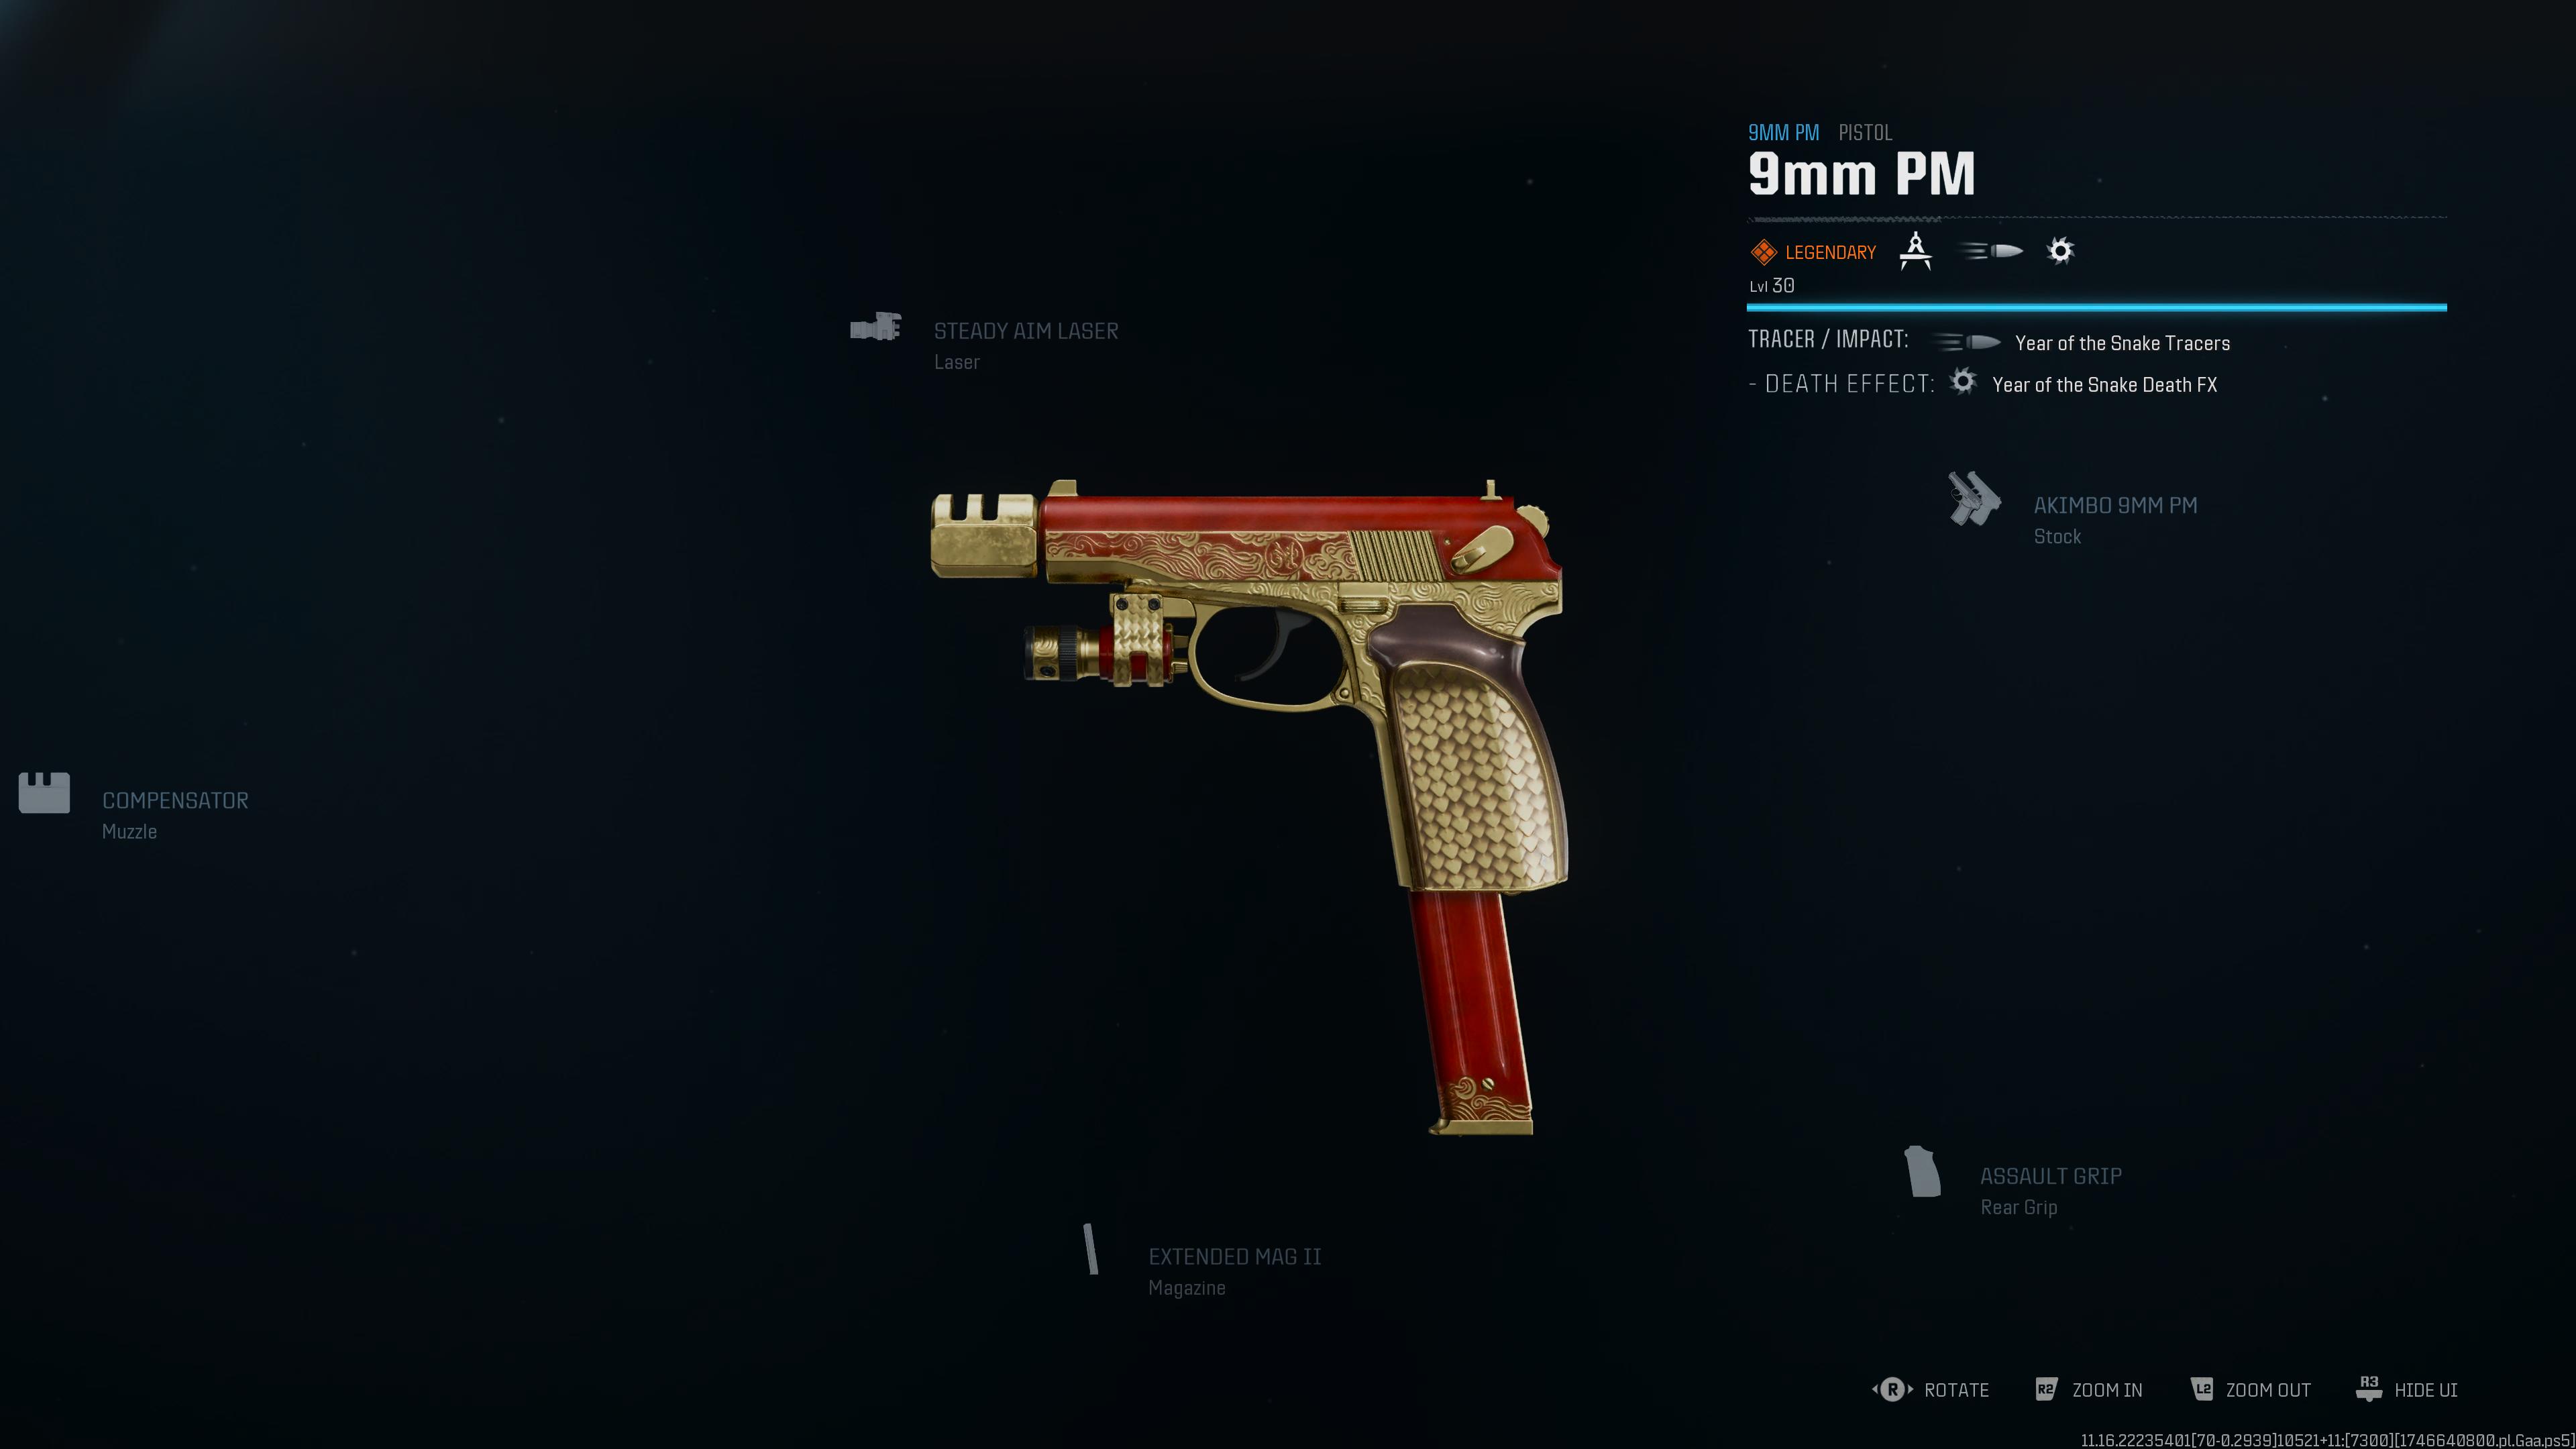 9MM PM PISTOL
9mm PM
LEGENDARY
Lvl 30
TRACER / IMPACT: Year of the Snake Tracers
- DEATH EFFECT: Year of the Snake Death FX
STEADY AIM LASER
Laser
AKIMBO 9MM PM
Stock
COMPENSATOR
Muzzle
ASSAULT GRIP
Rear Grip
EXTENDED MAG II
Magazine
R ROTATE R2 ZOOM IN L2 ZOOM OUT R3 HIDE UI
11.16.22235401[70-0.2939]10521+11:[7300][1746640800.pl.Gaa.ps5]